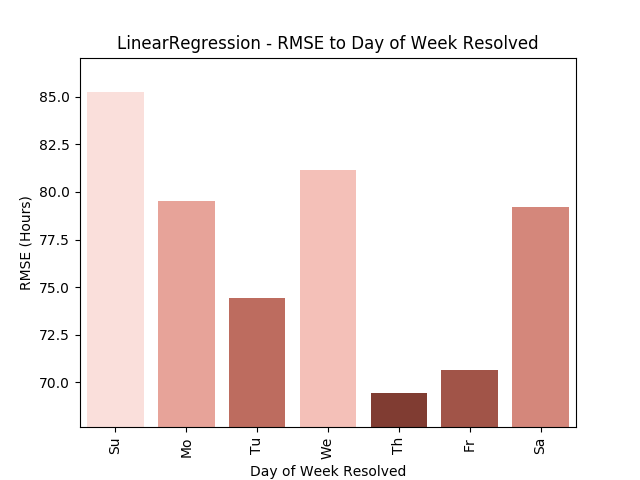 LinearRegression - RMSE to Day of Week Resolved
RMSE (Hours)
85.0
82.5
80.0
77.5
75.0
72.5
70.0
Su
Mo
Tu
We
Th
Fr
Sa
Day of Week Resolved